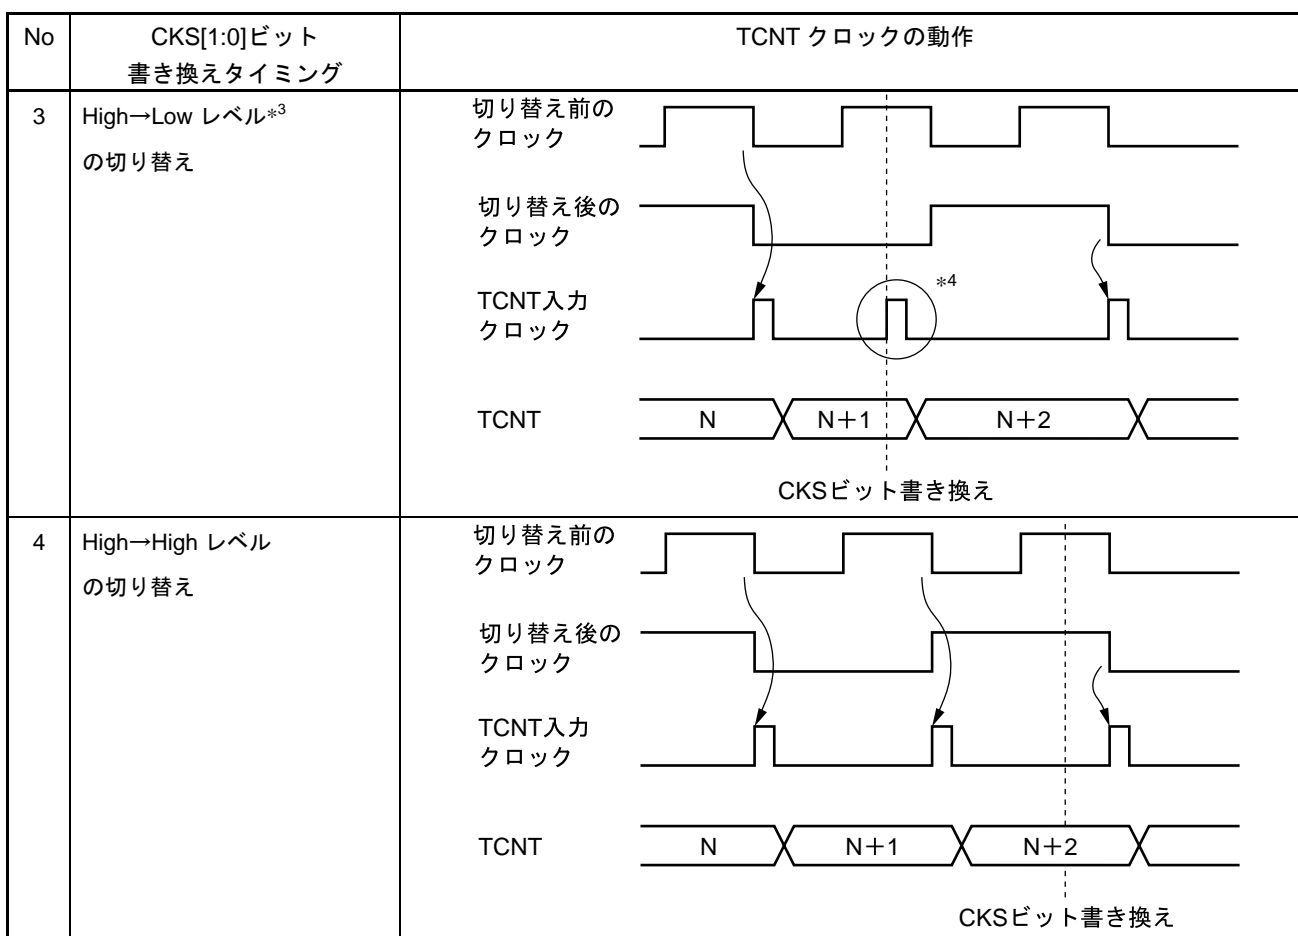 No
CKS[1:0]ビット
書き換えタイミング
TCNT クロックの動作
3
High→Low レベル*3
の切り替え
切り替え前の
クロック
切り替え後の
クロック
TCNT入力
クロック
*4
TCNT
N
N+1
N+2
CKSビット書き換え
4
High→High レベル
の切り替え
切り替え前の
クロック
切り替え後の
クロック
TCNT入力
クロック
TCNT
N
N+1
N+2
CKSビット書き換え